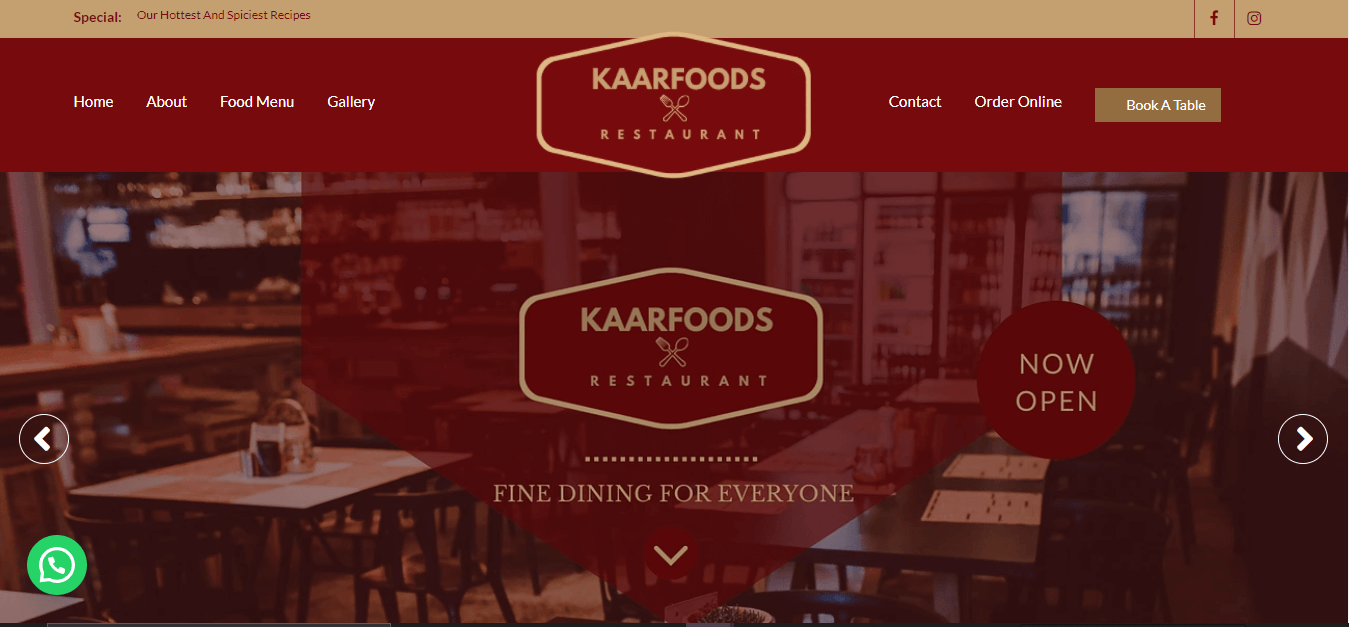 Special: Our Hottest And Spiciest Recipes
KAARFOODS
RESTAURANT
Home About Food Menu Gallery Contact Order Online Book A Table
KAARFOODS
RESTAURANT
NOW
OPEN
FINE DINING FOR EVERYONE